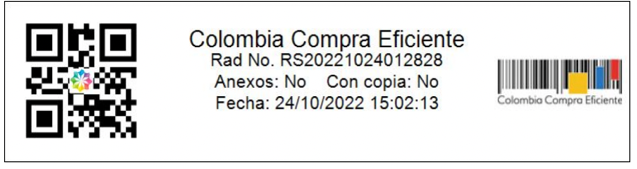 Colombia Compra Eficiente
Rad No. RS20221024012828
Anexos: No Con copia: No
Fecha: 24/10/2022 15:02:13
Colombia Compra Eficiente